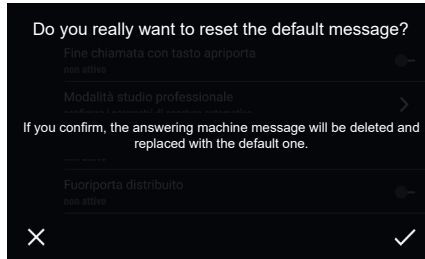 Do you really want to reset the default message?
Fine chiamata con tasto apriporta
non attivo
Modalità studio professionale
If you confirm, the answering machine message will be deleted and
replaced with the default one.
Fuoriporta distribuito
non attivo